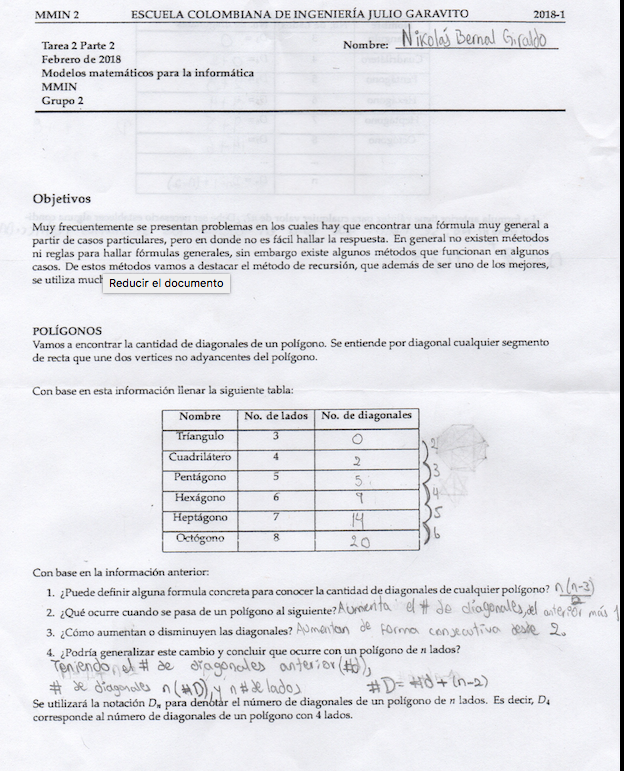 MMIN 2 ESCUELA COLOMBIANA DE INGENIERÍA JULIO GARAVITO 2018-1
Tarea 2 Parte 2 Nombre: Nikolás Bernal Giraldo
Febrero de 2018
Modelos matemáticos para la informática
MMIN
Grupo 2
Objetivos
Muy frecuentemente se presentan problemas en los cuales hay que encontrar una fórmula muy general a
partir de casos particulares, pero en donde no es fácil hallar la respuesta. En general no existen méetodos
ni reglas para hallar fórmulas generales, sin embargo existe algunos métodos que funcionan en algunos
casos. De estos métodos vamos a destacar el método de recursión, que además de ser uno de los mejores,
se utiliza
Reducir el documento
POLÍGONOS
Vamos a encontrar la cantidad de diagonales de un polígono. Se entiende por diagonal cualquier segmento
de recta que une dos vertices no adyancentes del polígono.
Con base en esta información llenar la siguiente tabla:
Nombre No. de lados No. de diagonales
Tríangulo 3 0
Cuadrilátero 4 2
Pentágono 5 5
Hexágono 6 9
Heptágono 7 14
Octógono 8 20
2
3
4
5
6
Con base en la información anterior:
1. ¿Puede definir alguna formula concreta para conocer la cantidad de diagonales de cualquier polígono? n(n-3)/2
2. ¿Qué ocurre cuando se pasa de un polígono al siguiente? Aumenta el # de diagonales, del anterior más 1
3. ¿Cómo aumentan o disminuyen las diagonales? Aumentan de forma consecutiva desde 2.
4. ¿Podría generalizar este cambio y concluir que ocurre con un polígono de n lados?
Teniendo el # de diagonales anterior (#d),
# de diagonales n (#D), y n # de lados #D = #d + (n-2)
Se utilizará la notación Dn para denotar el número de diagonales de un polígono de n lados. Es decir, D4
corresponde al número de diagonales de un polígono con 4 lados.